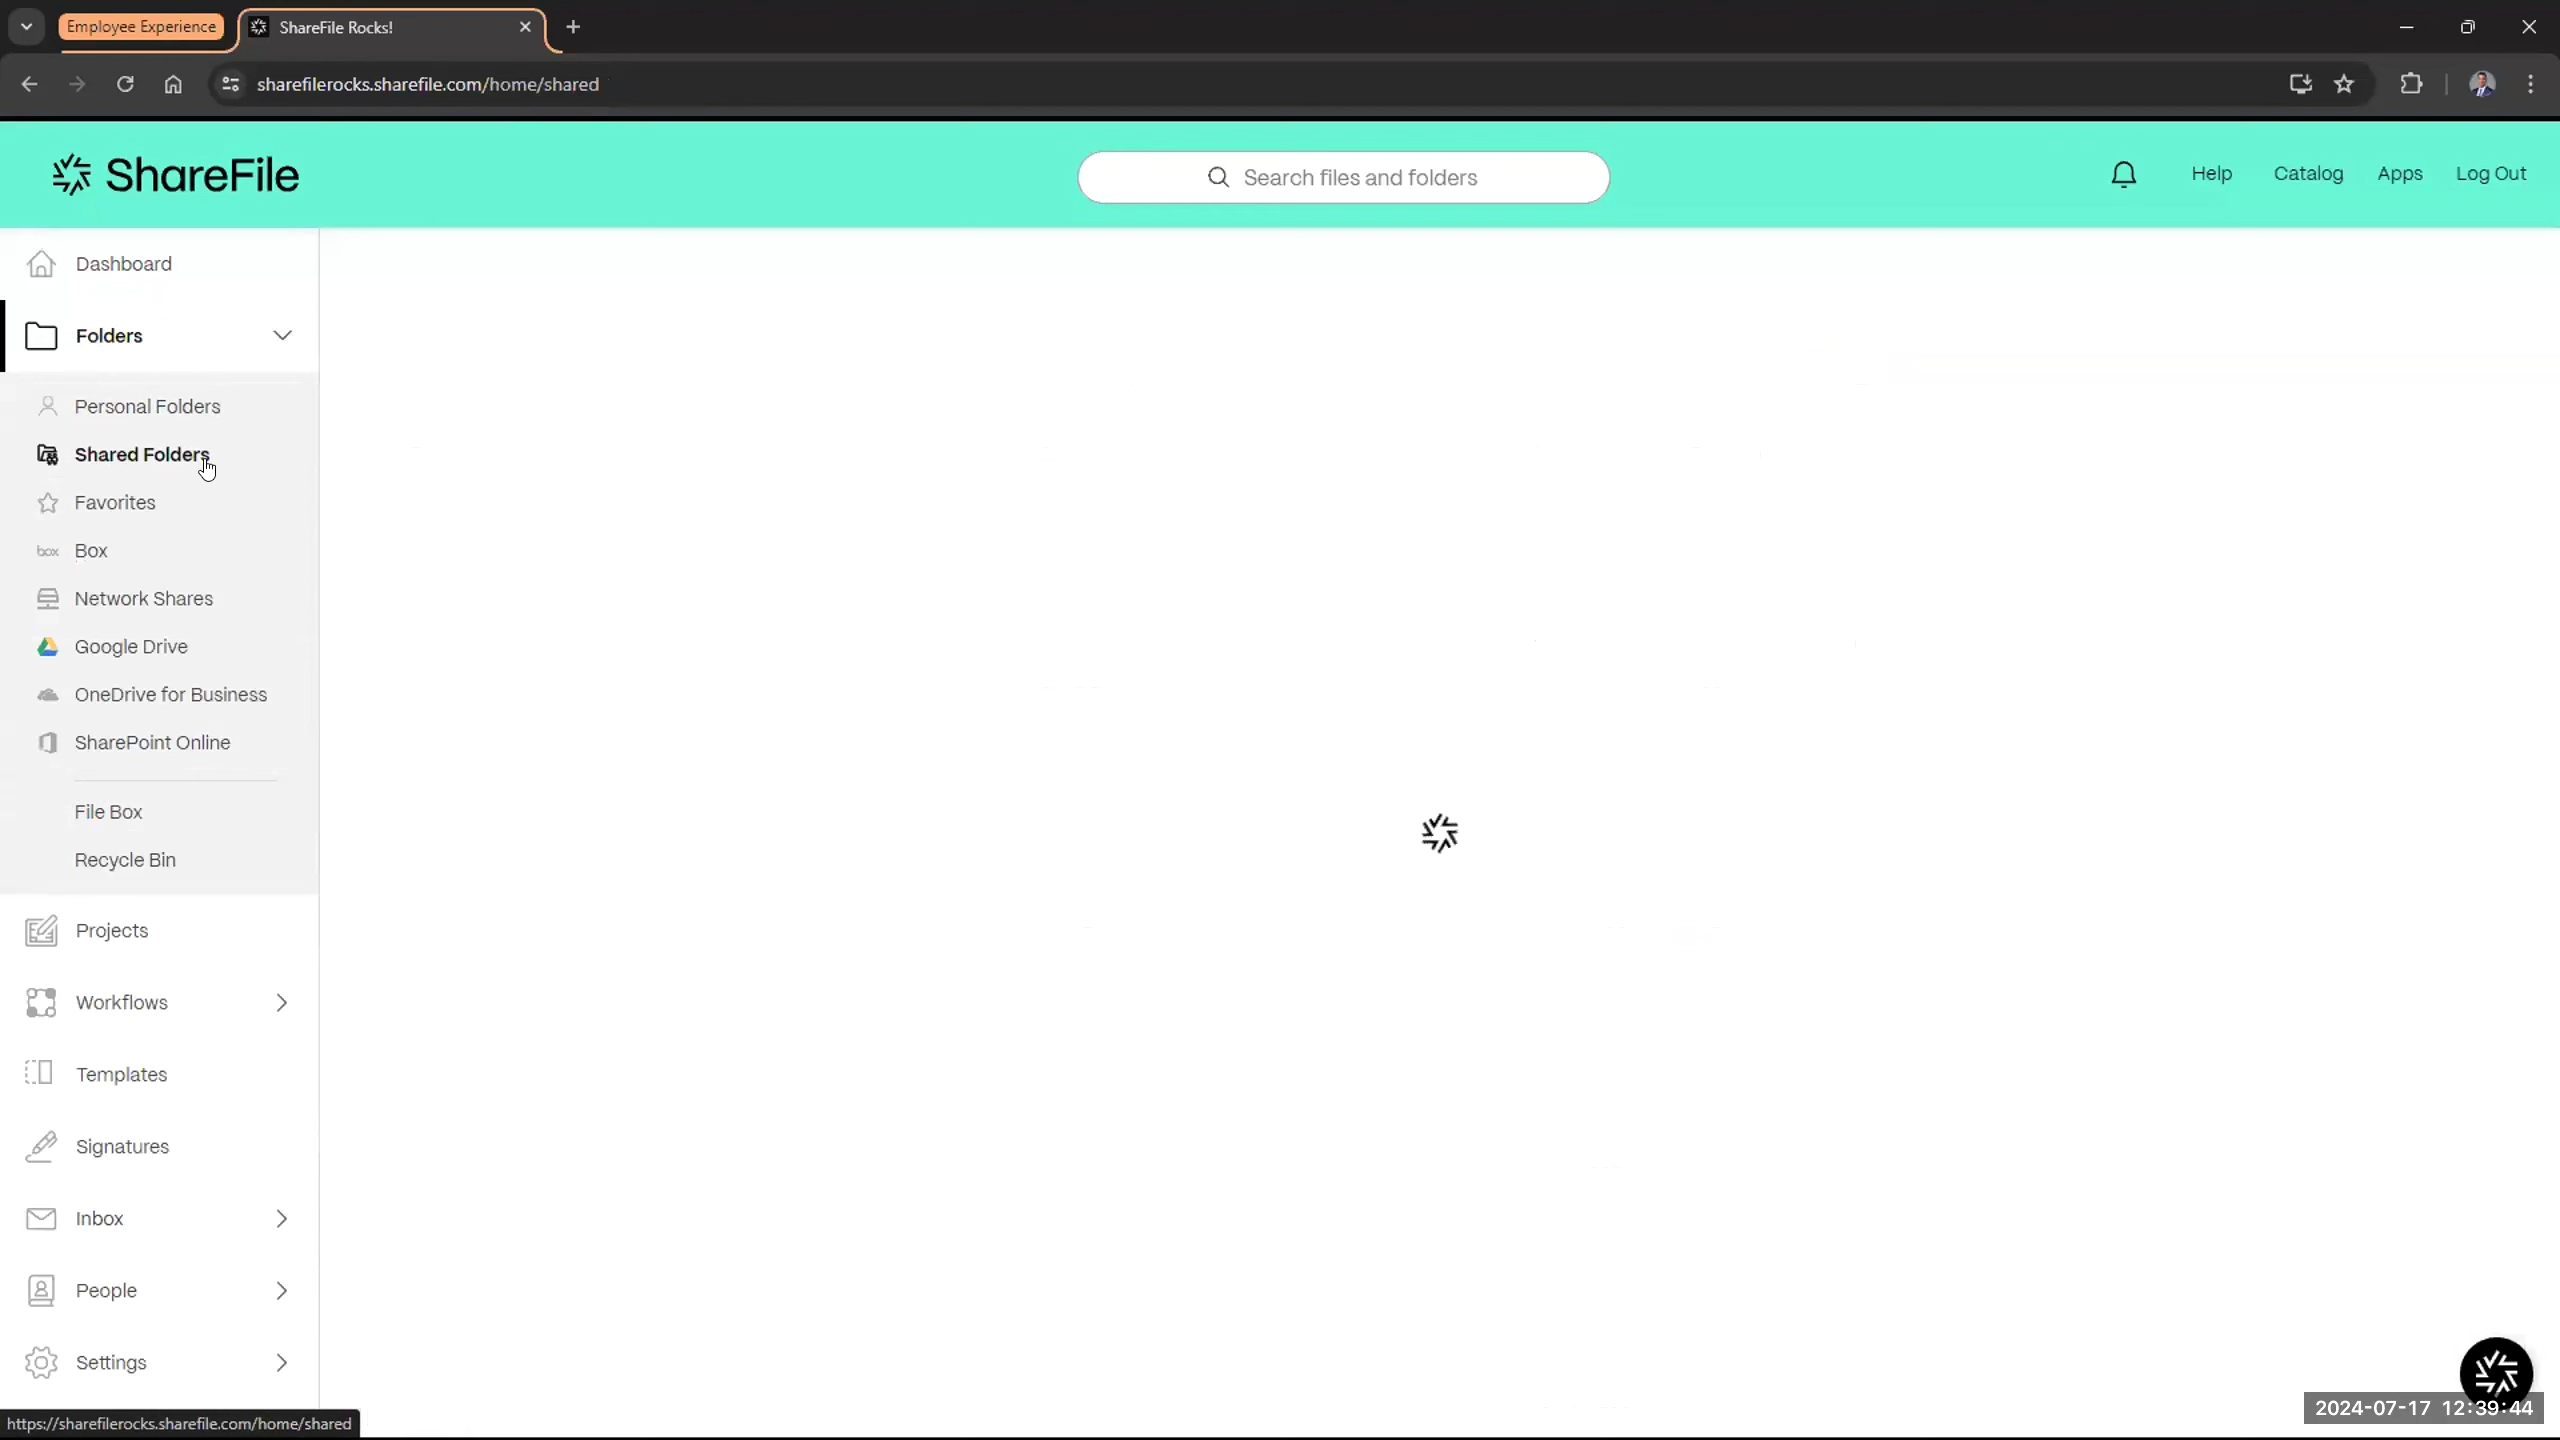 Employee Experience
ShareFile Rocks!
sharefilerocks.sharefile.com/home/shared
ShareFile
Search files and folders
Help
Catalog
Apps
Log Out
Dashboard
Folders
Personal Folders
Shared Folders
Favorites
box
Box
Network Shares
Google Drive
OneDrive for Business
SharePoint Online
File Box
Recycle Bin
Projects
Workflows
Templates
Signatures
Inbox
People
Settings
https://sharefilerocks.sharefile.com/home/shared
2024-07-17 12:39:44